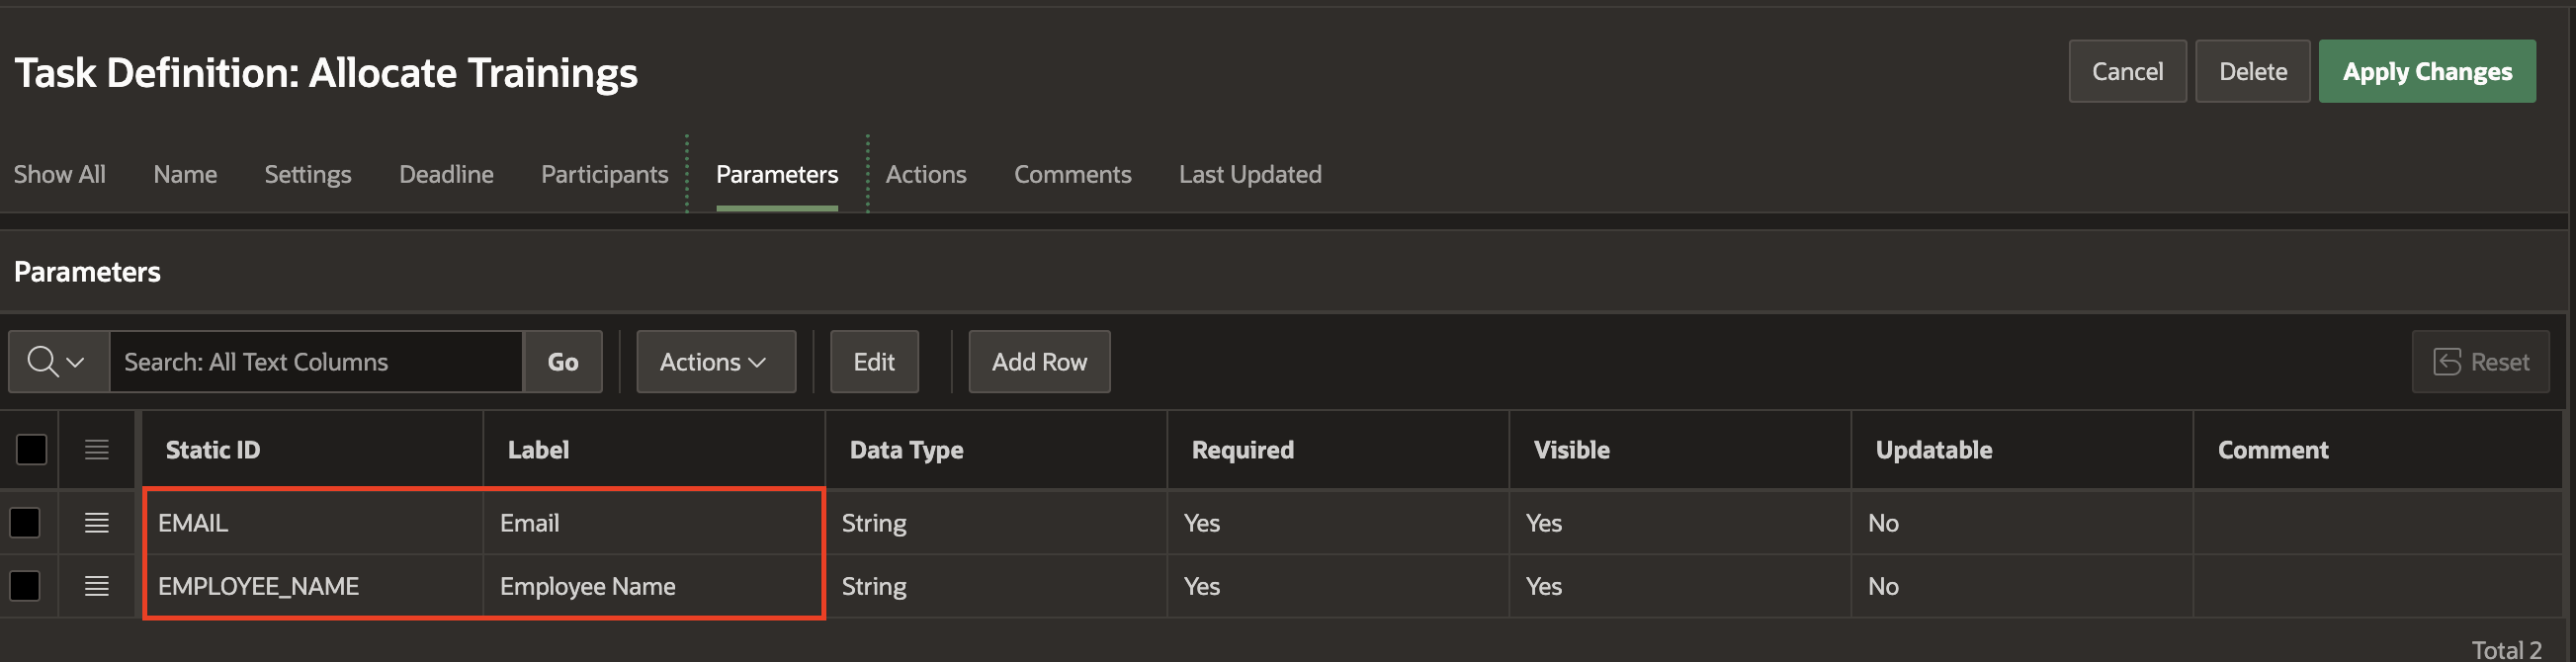 Task Definition: Allocate Trainings
Cancel Delete Apply Changes
Show All Name Settings Deadline Participants Parameters Actions Comments Last Updated
Parameters
Search: All Text Columns Go Actions Edit Add Row Reset
Static ID Label Data Type Required Visible Updatable Comment
EMAIL Email String Yes Yes No
EMPLOYEE_NAME Employee Name String Yes Yes No
Total 2